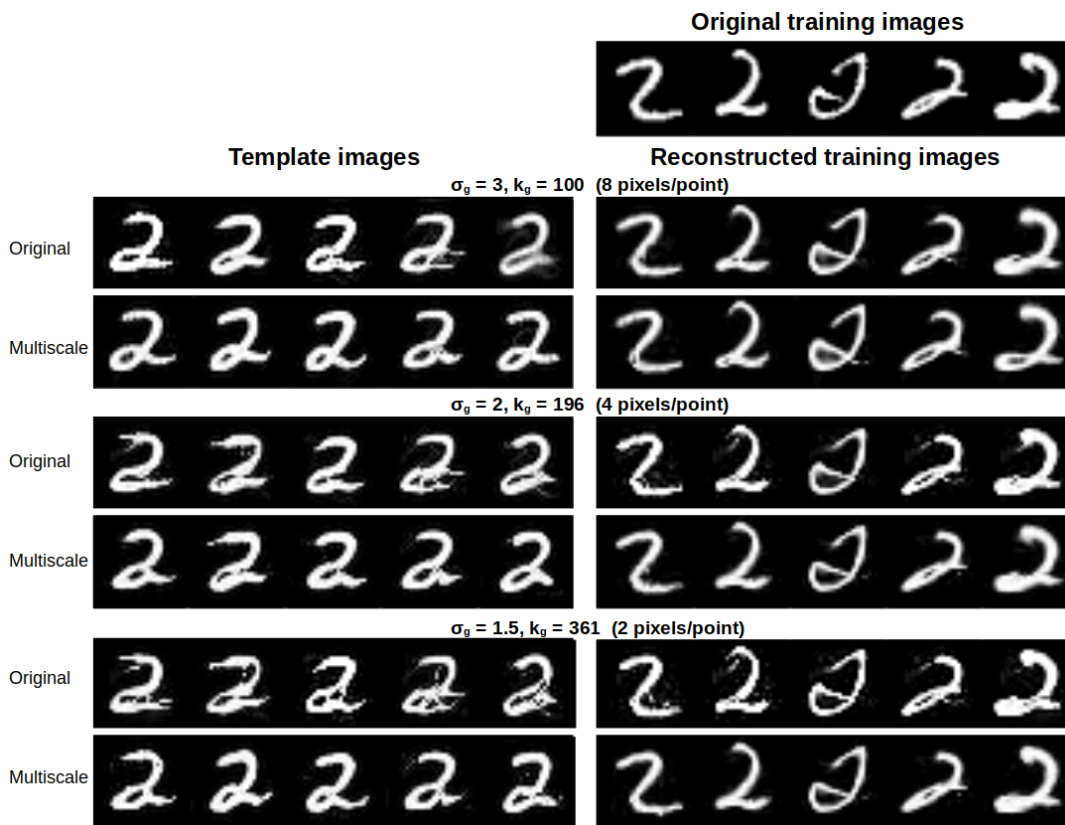 Original training images
Template images
Reconstructed training images
σg = 3, kg = 100 (8 pixels/point)
Original
Multiscale
σg = 2, kg = 196 (4 pixels/point)
Original
Multiscale
σg = 1.5, kg = 361 (2 pixels/point)
Original
Multiscale